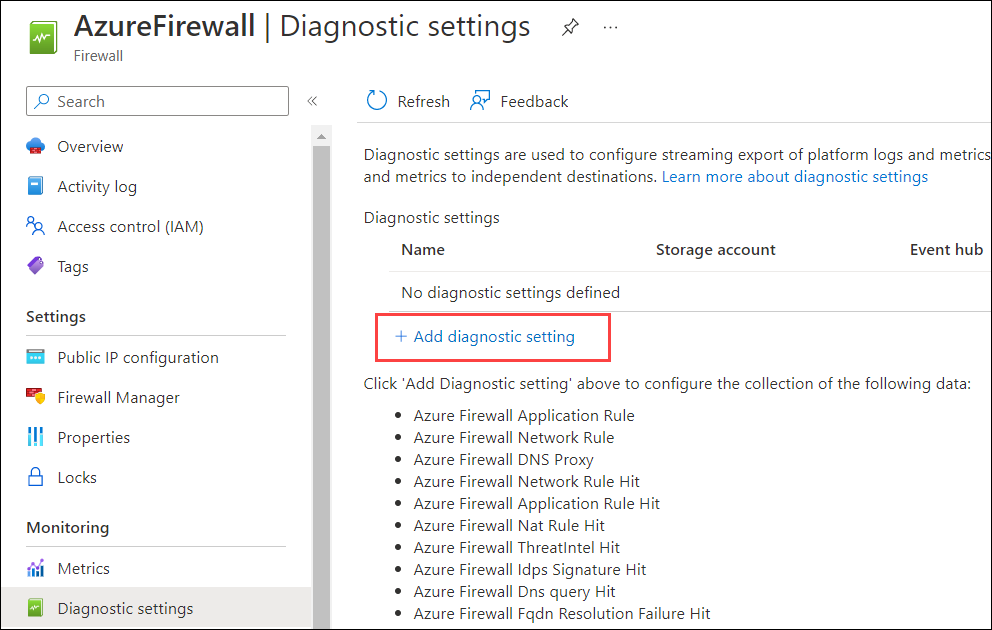 AzureFirewall | Diagnostic settings
Firewall
Search
Overview
Activity log
Access control (IAM)
Tags
Settings
Public IP configuration
Firewall Manager
Properties
Locks
Monitoring
Metrics
Diagnostic settings
Refresh Feedback
Diagnostic settings are used to configure streaming export of platform logs and metrics
and metrics to independent destinations. Learn more about diagnostic settings
Diagnostic settings
Name Storage account Event hub
No diagnostic settings defined
+ Add diagnostic setting
Click 'Add Diagnostic setting' above to configure the collection of the following data:
• Azure Firewall Application Rule
• Azure Firewall Network Rule
• Azure Firewall DNS Proxy
• Azure Firewall Network Rule Hit
• Azure Firewall Application Rule Hit
• Azure Firewall Nat Rule Hit
• Azure Firewall ThreatIntel Hit
• Azure Firewall Idps Signature Hit
• Azure Firewall Dns query Hit
• Azure Firewall Fqdn Resolution Failure Hit